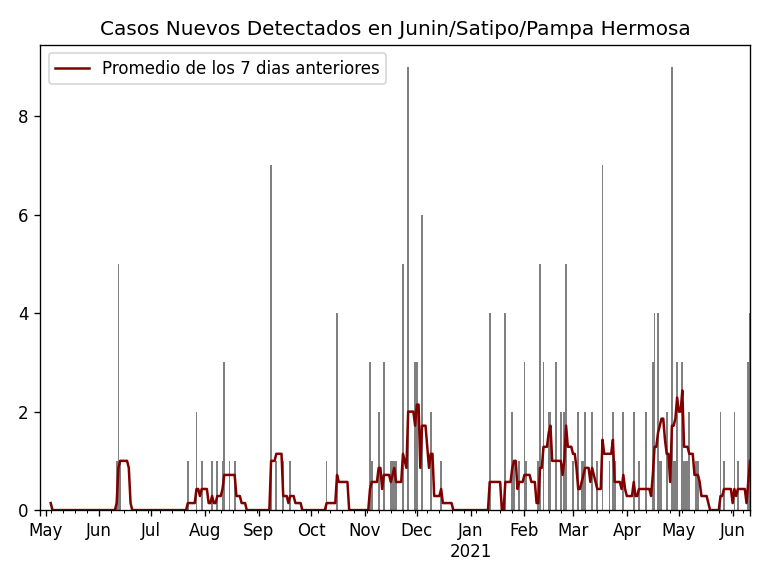 Casos Nuevos Detectados en Junin/Satipo/Pampa Hermosa
Promedio de los 7 dias anteriores
8
6
4
2
0
May Jun Jul Aug Sep Oct Nov Dec Jan Feb Mar Apr May Jun
2021